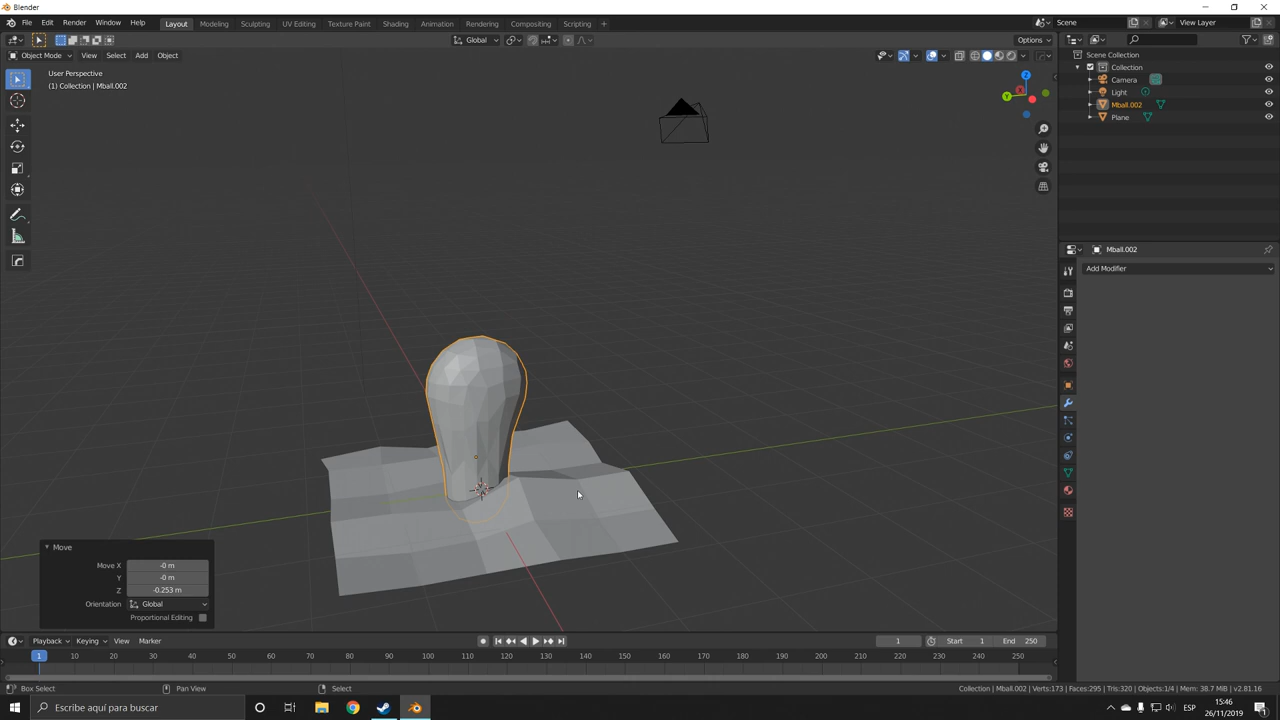 Blender
File Edit Render Window Help
Layout Modeling Sculpting UV Editing Texture Paint Shading Animation Rendering Compositing Scripting +
Scene
View Layer
Global
Options
Object Mode View Select Add Object
User Perspective
(1) Collection | Mball.002
Scene Collection
Collection
Camera
Light
Mball.002
Plane
X
Y
Z
Mball.002
Add Modifier
Move
Move X -0 m
Y -0 m
Z -0.253 m
Orientation Global
Proportional Editing
Playback Keying View Marker
1 Start 1 End 250
1 10 20 30 40 50 60 70 80 90 100 110 120 130 140 150 160 170 180 190 200 210 220 230 240 250
Box Select Pan View Select
Collection | Mball.002 | Verts:173 | Faces:295 | Tris:320 | Objects:1/4 | Mem: 38.7 MiB | v2.81.16
Escribe aquí para buscar
ESP
15:46
26/11/2019
1